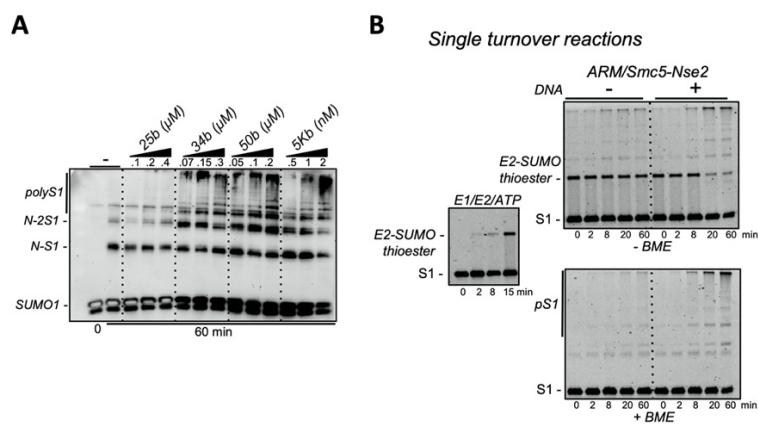 A
25b (µM)
34b (µM)
50b (µM)
5Kb (nM)
- .1 .2 .4 .07 .15 .3 .05 .1 .2 .5 1 2
polyS1
N-2S1 -
N-S1 -
SUMO1 -
0 60 min
B
Single turnover reactions
ARM/Smc5-Nse2
DNA - +
E2-SUMO
thioester -
S1 -
0 2 8 20 60 0 2 8 20 60 min
- BME
E1/E2/ATP
E2-SUMO -
thioester
S1 -
0 2 8 15 min
pS1
S1 -
0 2 8 20 60 0 2 8 20 60 min
+ BME